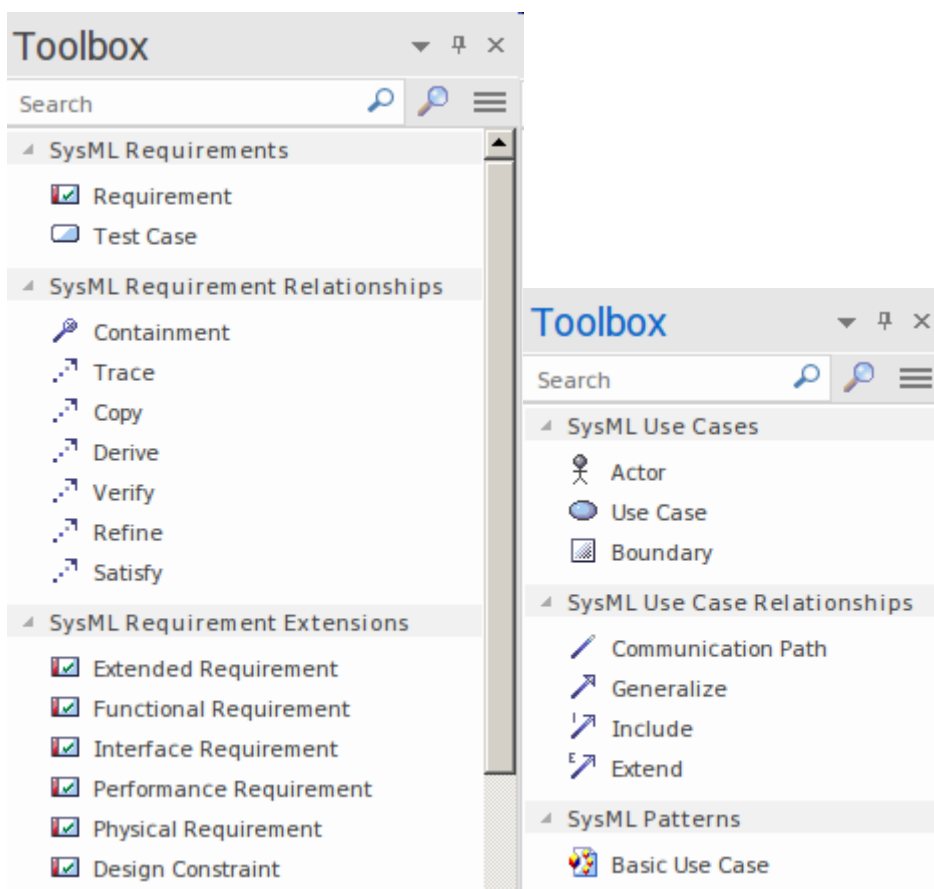 Toolbox
Search
SysML Requirements
Requirement
Test Case
SysML Requirement Relationships
Containment
Trace
Copy
Derive
Verify
Refine
Satisfy
SysML Requirement Extensions
Extended Requirement
Functional Requirement
Interface Requirement
Performance Requirement
Physical Requirement
Design Constraint
Toolbox
Search
SysML Use Cases
Actor
Use Case
Boundary
SysML Use Case Relationships
Communication Path
Generalize
Include
Extend
SysML Patterns
Basic Use Case